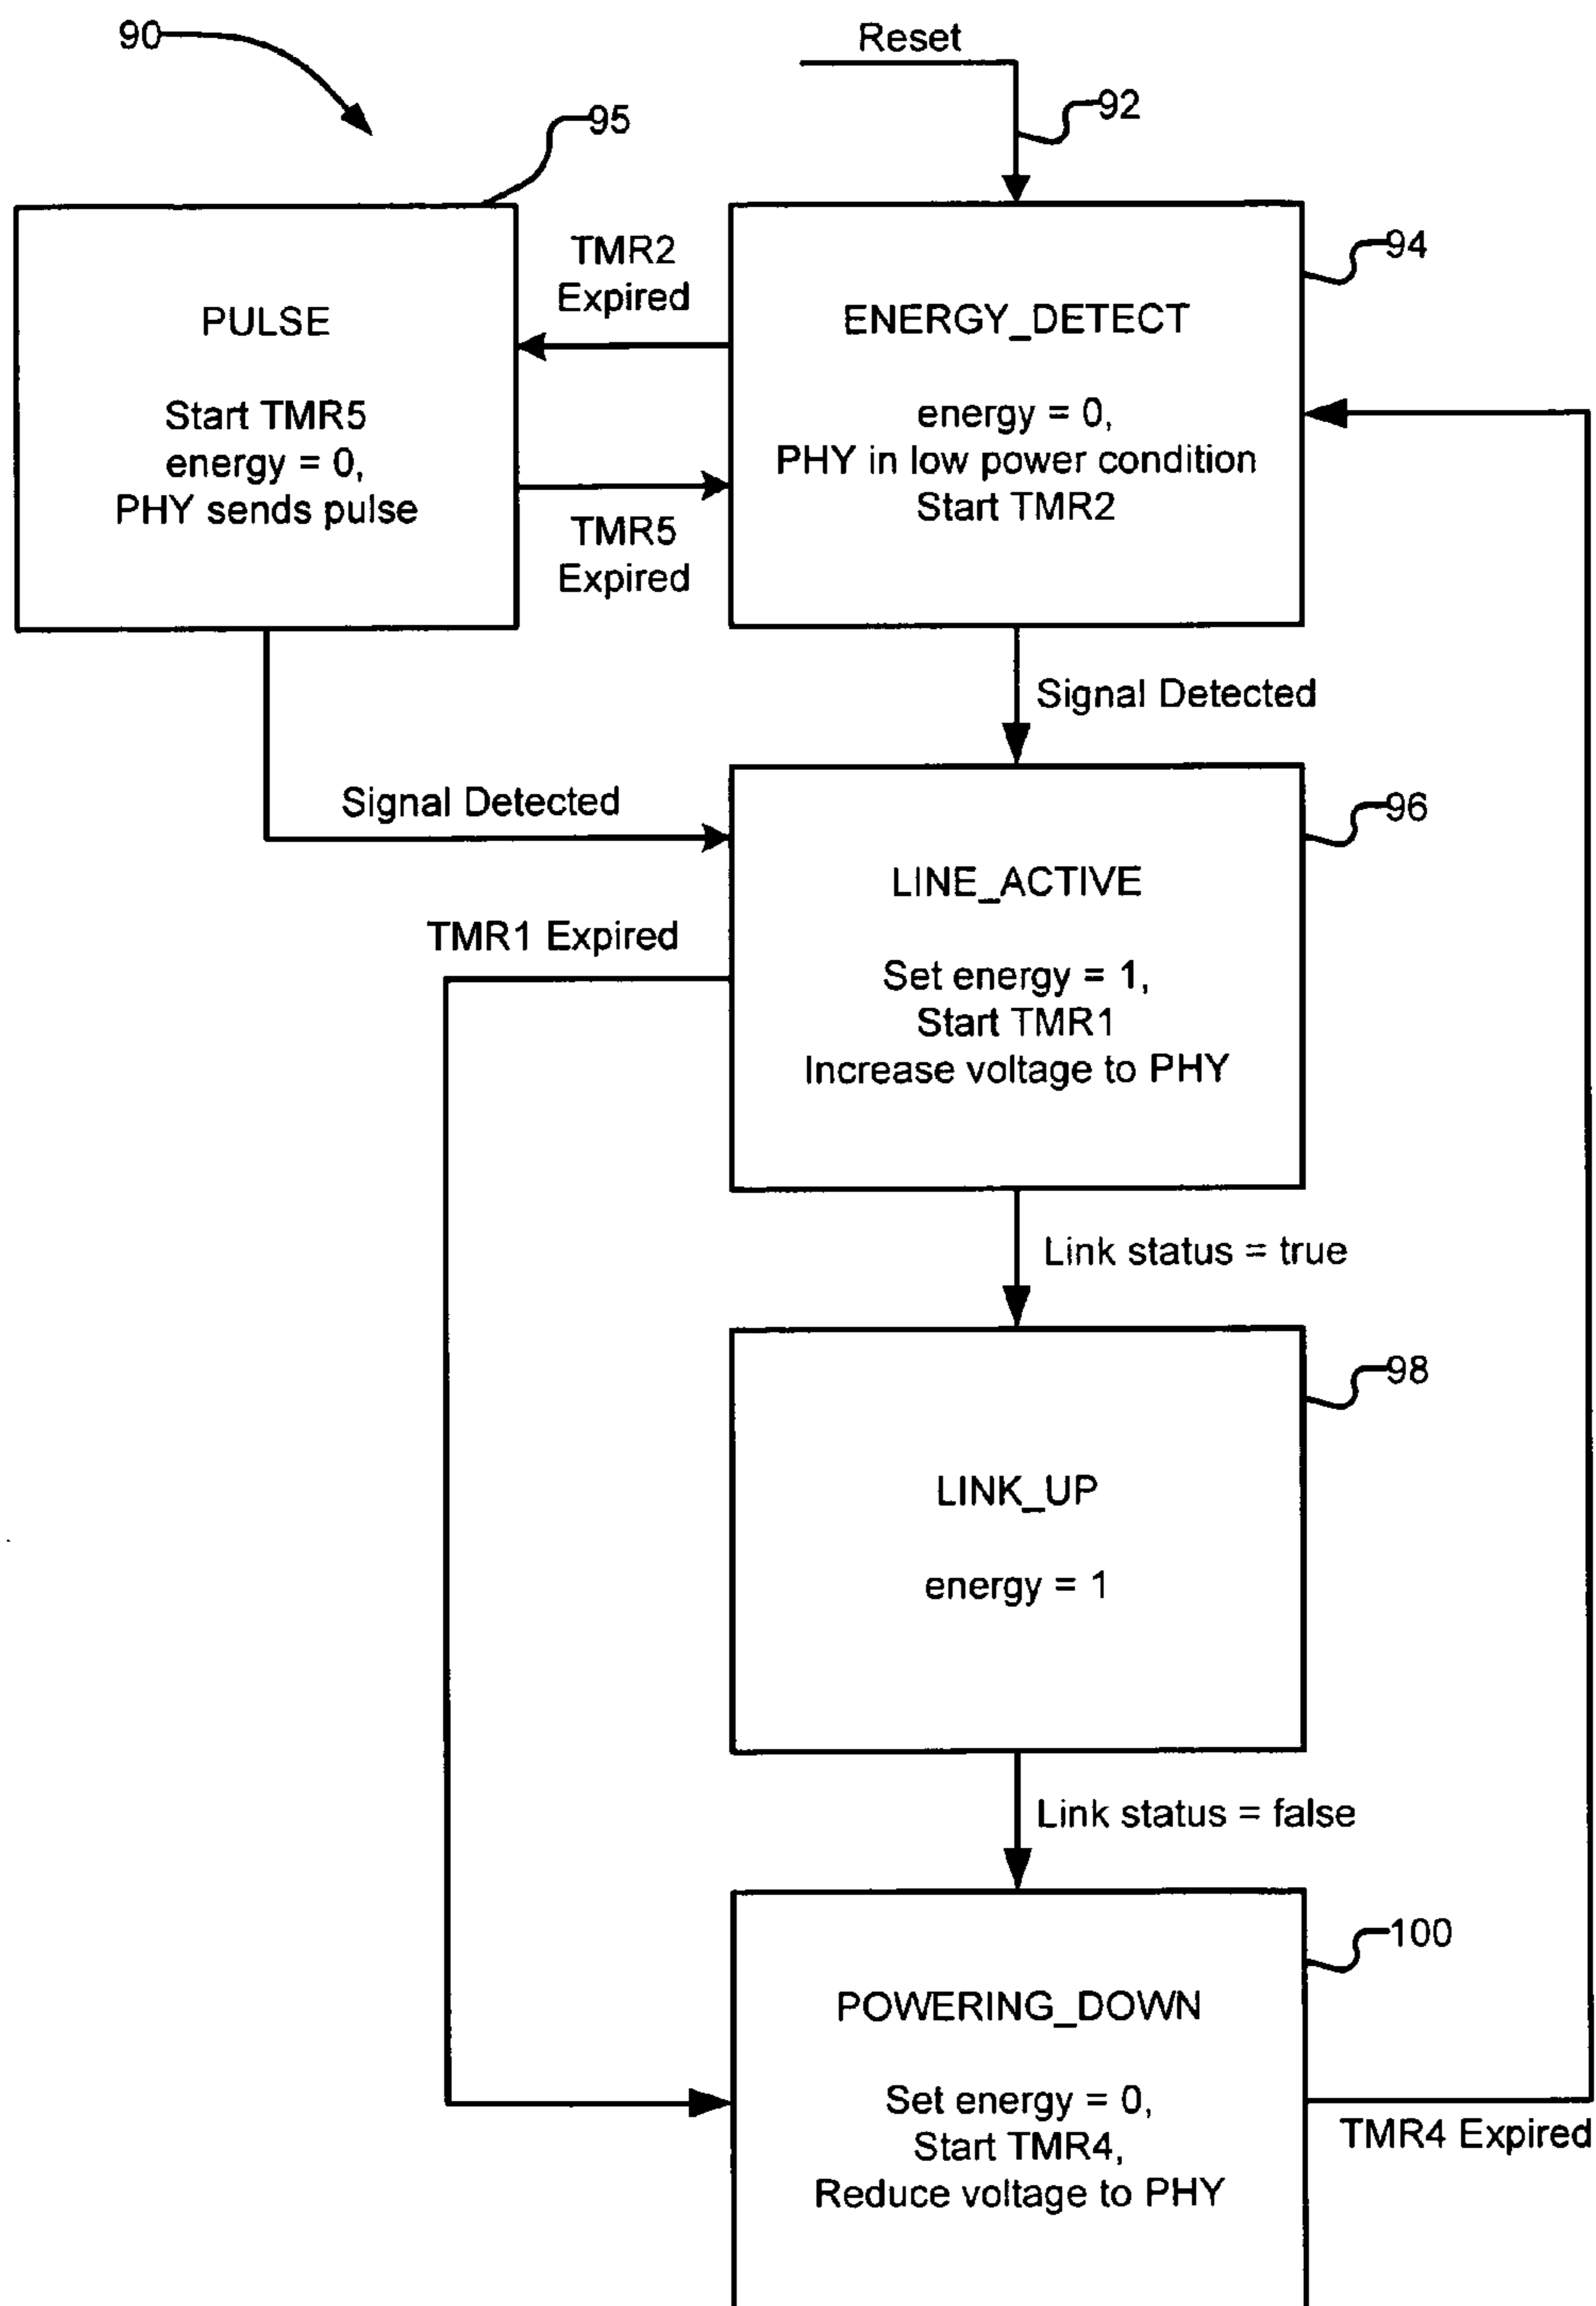 90
Reset
92
95
94
TMR2
Expired
PULSE
Start TMR5
energy = 0,
PHY sends pulse
ENERGY_DETECT
energy = 0,
PHY in low power condition
Start TMR2
TMR5
Expired
Signal Detected
Signal Detected
96
LINE_ACTIVE
Set energy = 1,
Start TMR1
Increase voltage to PHY
TMR1 Expired
Link status = true
98
LINK_UP
energy = 1
Link status = false
100
POWERING_DOWN
Set energy = 0,
Start TMR4,
Reduce voltage to PHY
TMR4 Expired